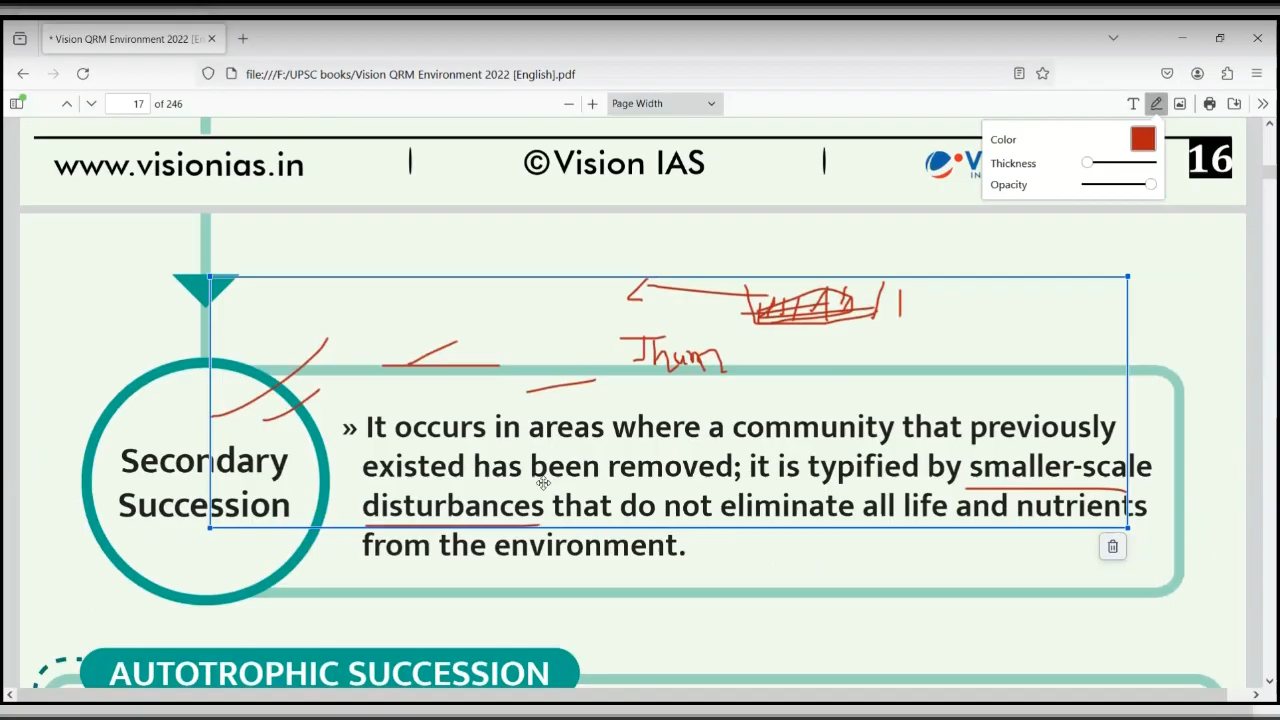 * Vision QRM Environment 2022 [En
file:///F:/UPSC books/Vision QRM Environment 2022 [English].pdf
17 of 246
Page Width
Color
Thickness
Opacity
www.visionias.in | ©Vision IAS | 16
Jhum
Secondary Succession
» It occurs in areas where a community that previously
existed has been removed; it is typified by smaller-scale
disturbances that do not eliminate all life and nutrients
from the environment.
AUTOTROPHIC SUCCESSION